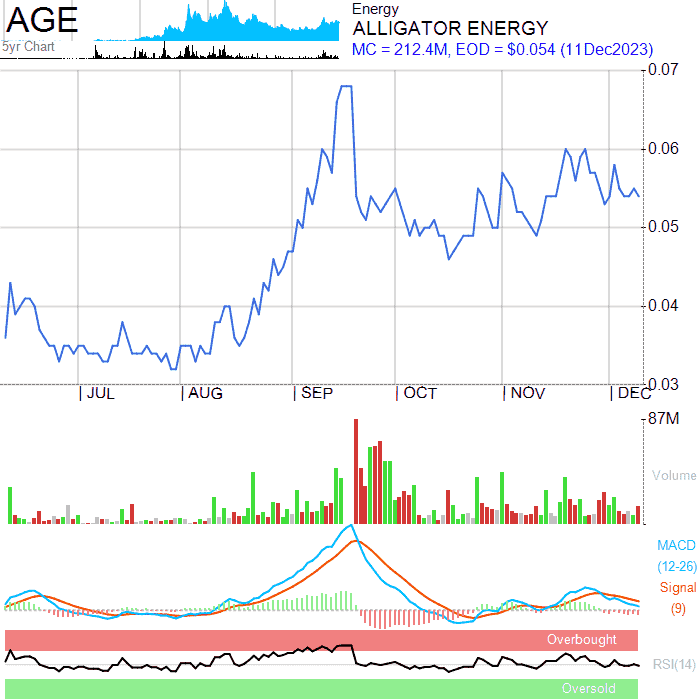 AGE
5yr Chart
Energy
ALLIGATOR ENERGY
MC = 212.4M, EOD = $0.054 (11Dec2023)
0.07
0.06
0.05
0.04
0.03
JUL AUG SEP OCT NOV DEC
87M
Volume
MACD
(12-26)
Signal
(9)
Overbought
RSI(14)
Oversold